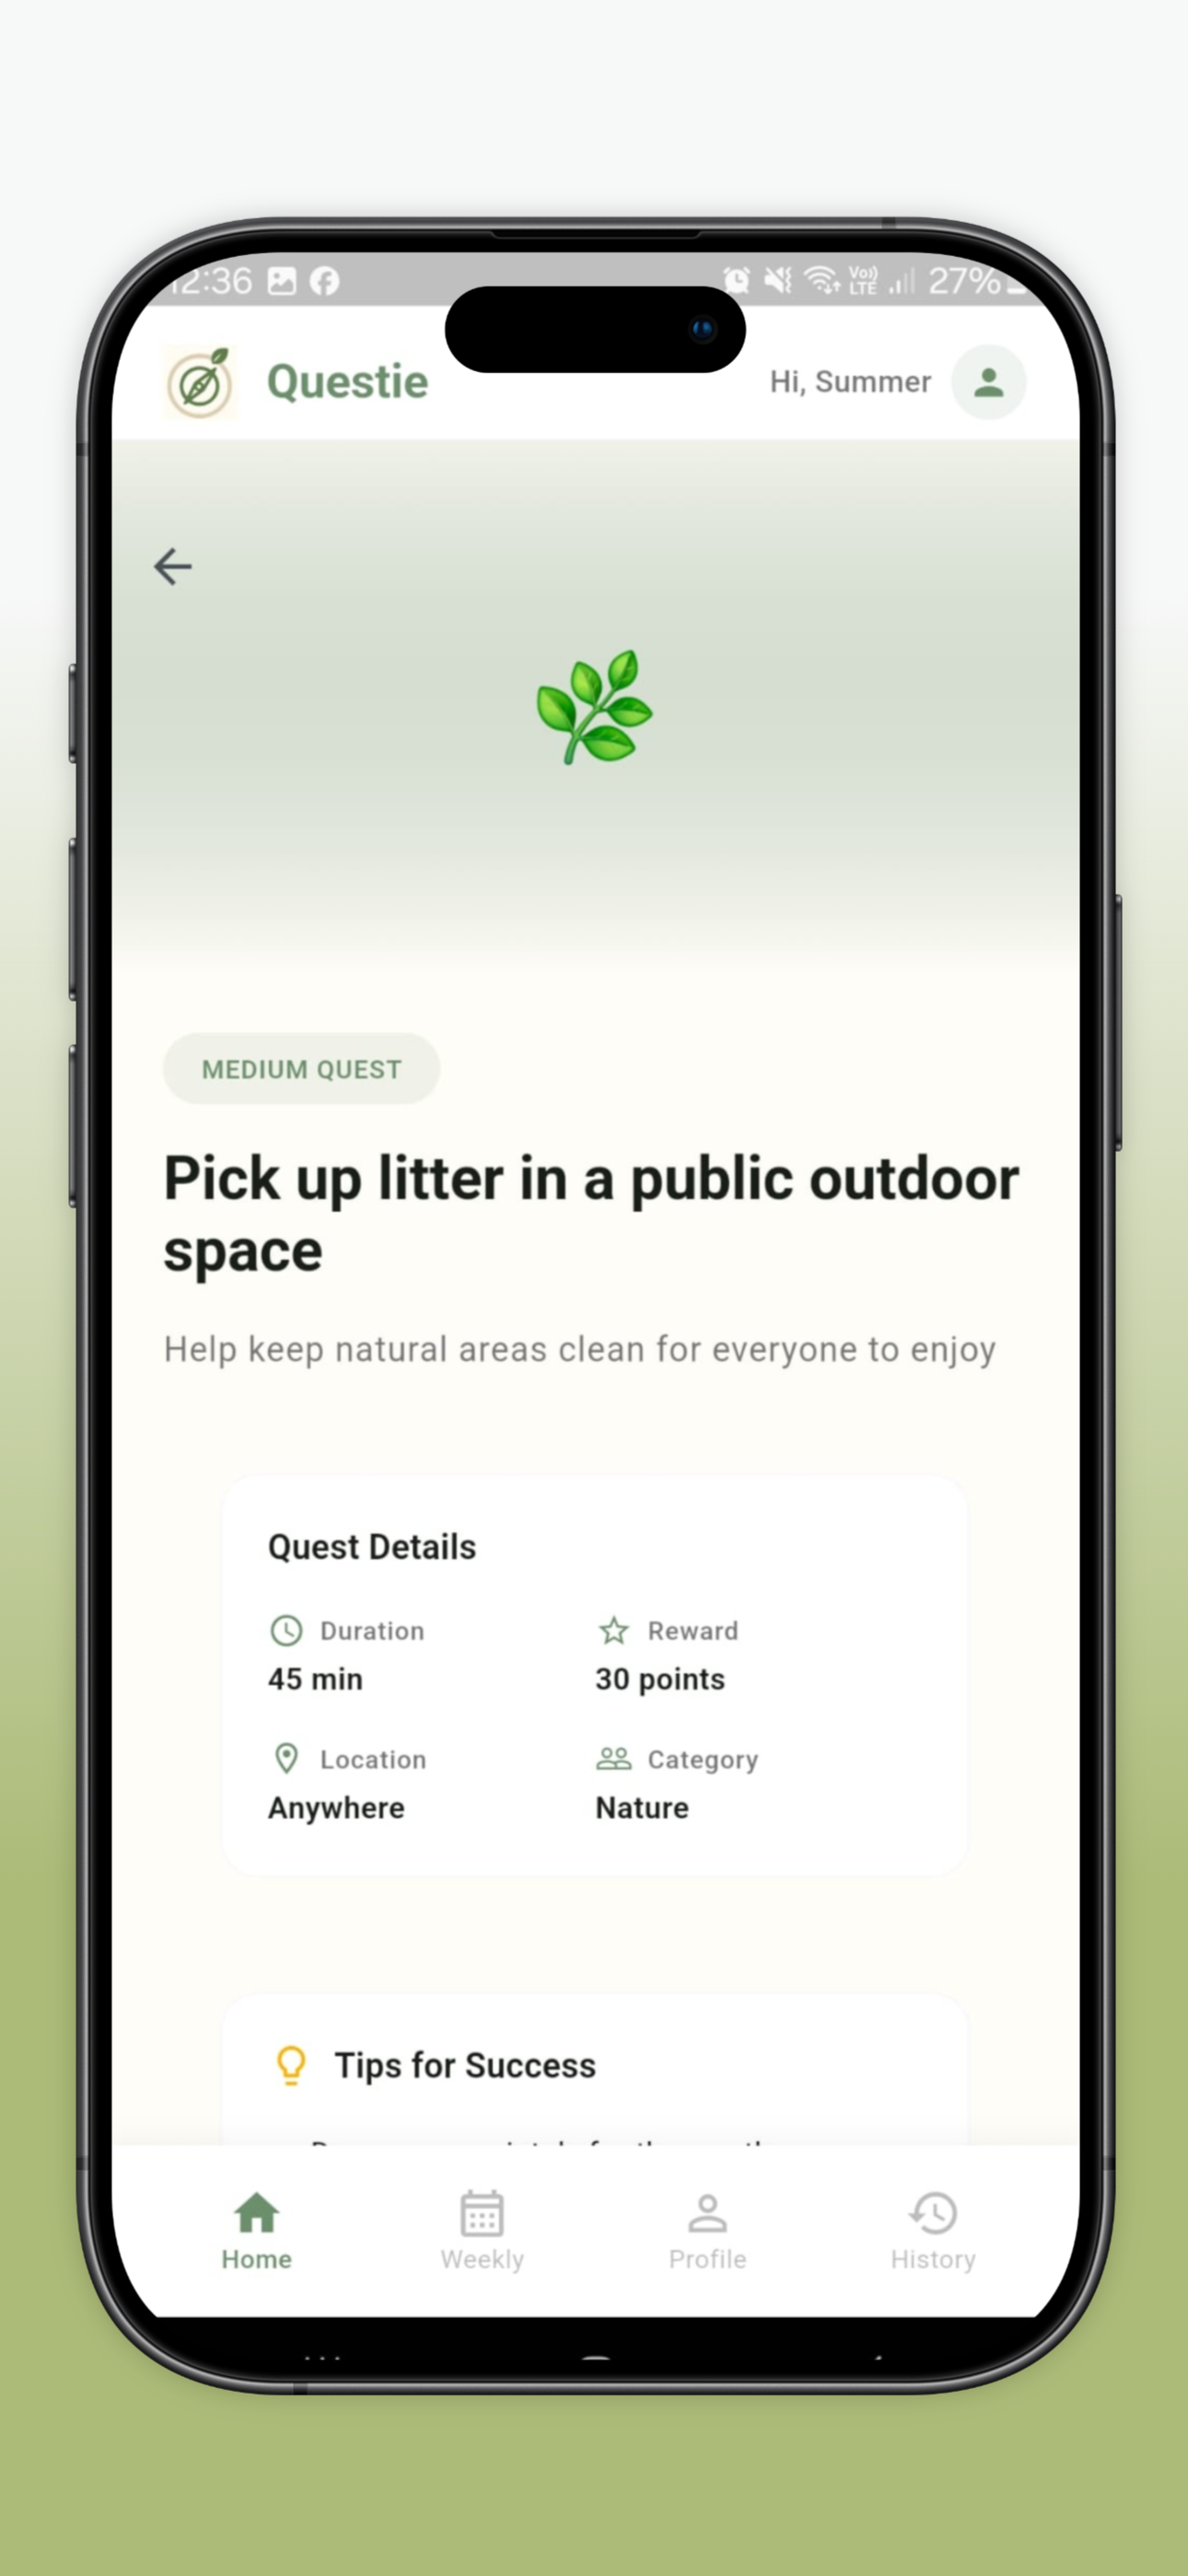 12:36
Vo))
LTE
27%
Questie
Hi, Summer
MEDIUM QUEST
Pick up litter in a public outdoor
space
Help keep natural areas clean for everyone to enjoy
Quest Details
Duration
Reward
45 min
30 points
Location
Category
Anywhere
Nature
Tips for Success
Home
Weekly
Profile
History